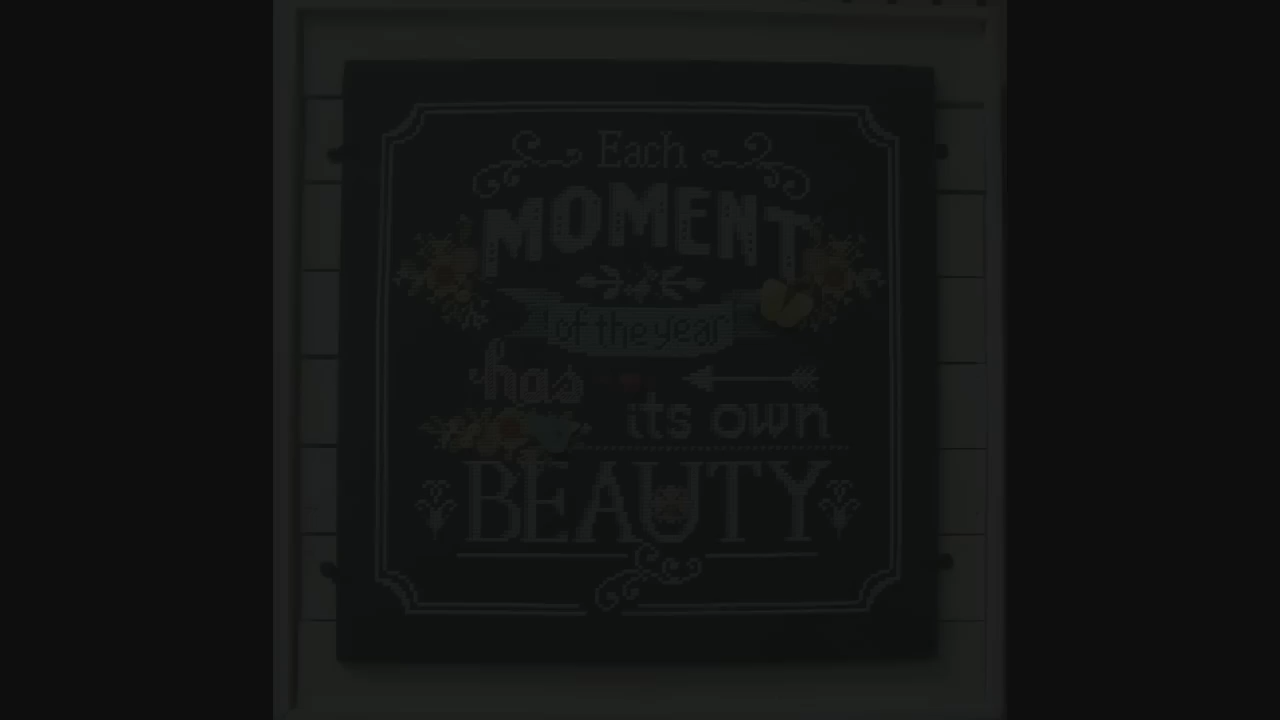 Each
MOMENT
of the year
has
its own
BEAUTY